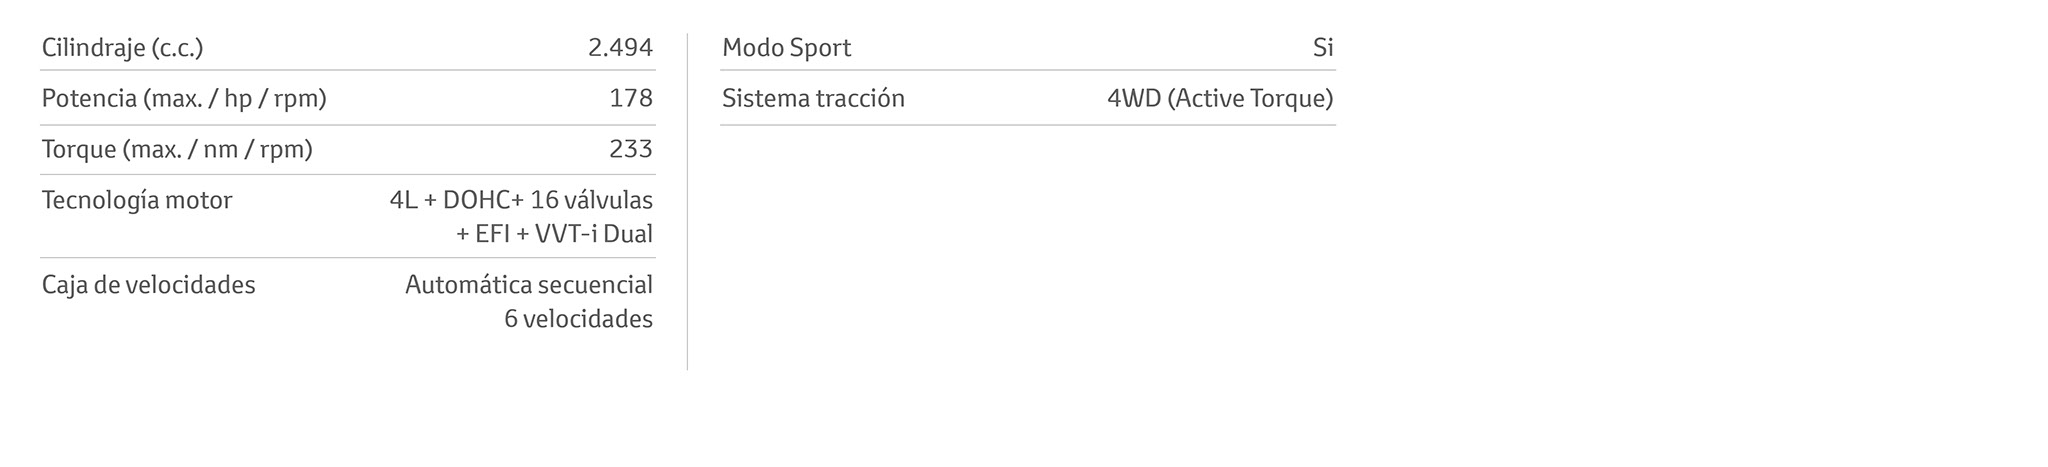 Cilindraje (c.c.) 2.494
Potencia (max. / hp / rpm) 178
Torque (max. / nm / rpm) 233
Tecnología motor 4L + DOHC+ 16 válvulas
+ EFI + VVT-i Dual
Caja de velocidades Automática secuencial
6 velocidades
Modo Sport Si
Sistema tracción 4WD (Active Torque)